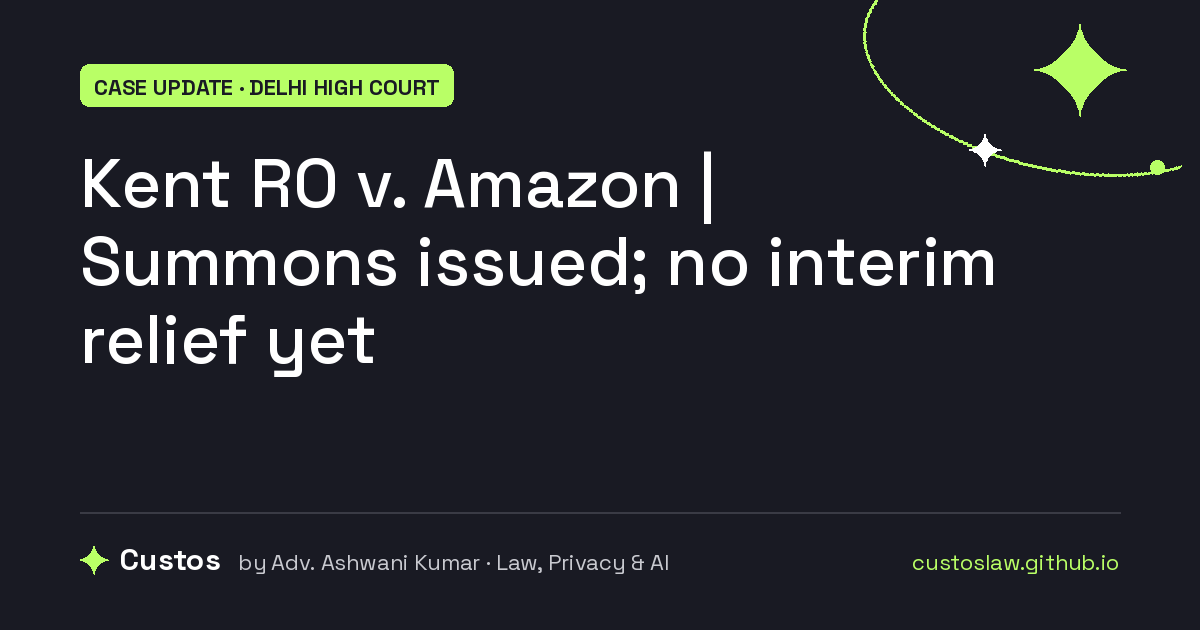 CASE UPDATE · DELHI HIGH COURT
Kent RO v. Amazon |
Summons issued; no interim
relief yet
Custos by Adv. Ashwani Kumar · Law, Privacy & AI
custoslaw.github.io